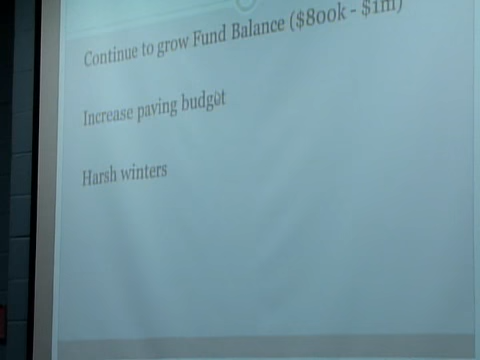 Continue to grow Fund Balance ($800k - $1m)
Increase paving budget
Harsh winters